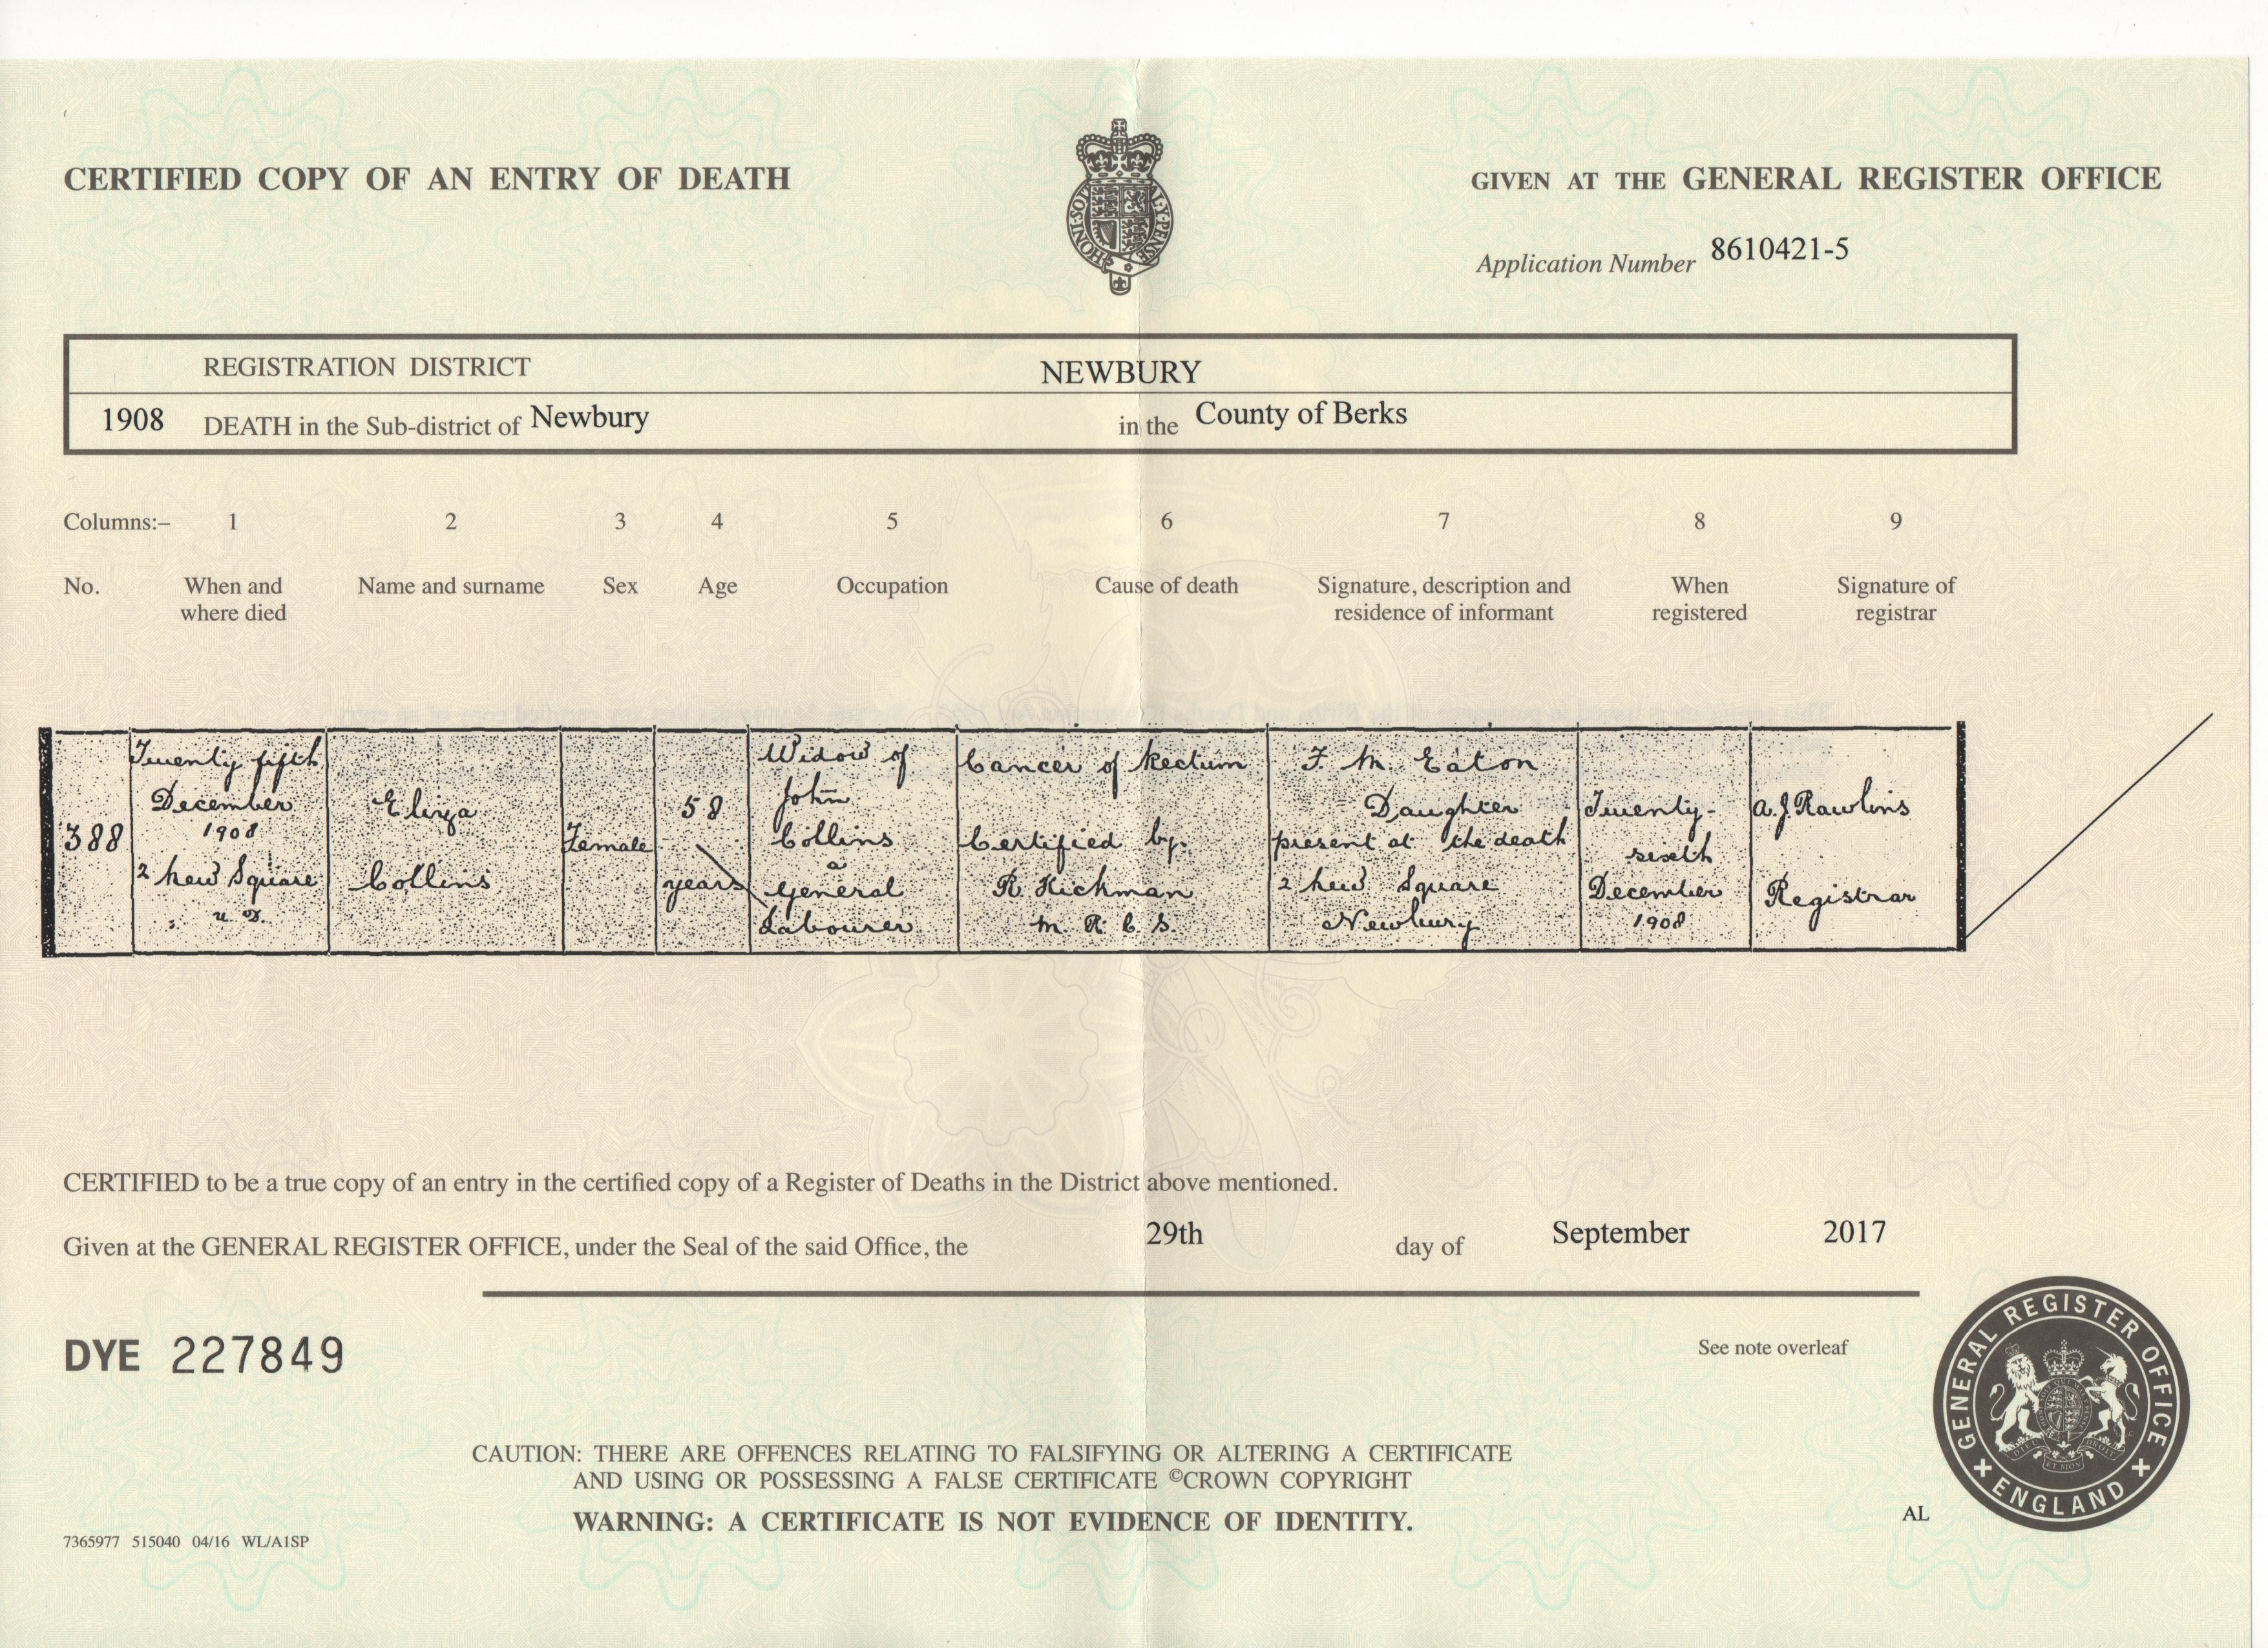 CERTIFIED COPY OF AN ENTRY OF DEATH
GIVEN AT THE GENERAL REGISTER OFFICE
Application Number 8610421-5
REGISTRATION DISTRICT NEWBURY
1908 DEATH in the Sub-district of Newbury in the County of Berks
Columns:– 1 2 3 4 5 6 7 8 9
No.
When and
where died
Name and surname
Sex
Age
Occupation
Cause of death
Signature, description and
residence of informant
When
registered
Signature of
registrar
388
Twenty fifth
December
1908
2 New Square
u. D.
Eliza
Collins
Female
58
years
Widow of
John
Collins
a
General
Labourer
Cancer of Rectum
Certified by
R. Hickman
M. R. C. S.
F. M. Eaton
Daughter
present at the death
2 New Square
Newbury
Twenty-
sixth
December
1908
A. J. Rawlins
Registrar
CERTIFIED to be a true copy of an entry in the certified copy of a Register of Deaths in the District above mentioned.
Given at the GENERAL REGISTER OFFICE, under the Seal of the said Office, the 29th day of September 2017
DYE 227849
See note overleaf
GENERAL REGISTER OFFICE
ENGLAND
CAUTION: THERE ARE OFFENCES RELATING TO FALSIFYING OR ALTERING A CERTIFICATE
AND USING OR POSSESSING A FALSE CERTIFICATE ©CROWN COPYRIGHT
WARNING: A CERTIFICATE IS NOT EVIDENCE OF IDENTITY.
AL
7365977 515040 04/16 WL/A1SP